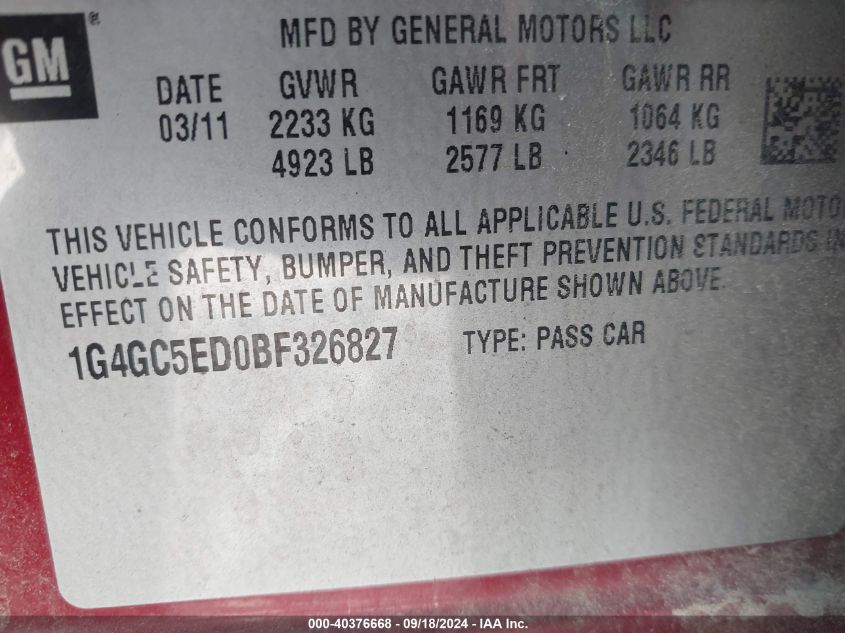 GM ®
MFD BY GENERAL MOTORS LLC
DATE GVWR GAWR FRT GAWR RR
03/11 2233 KG 1169 KG 1064 KG
4923 LB 2577 LB 2346 LB
THIS VEHICLE CONFORMS TO ALL APPLICABLE U.S. FEDERAL MOTO
VEHICLE SAFETY, BUMPER, AND THEFT PREVENTION STANDARDS IN
EFFECT ON THE DATE OF MANUFACTURE SHOWN ABOVE.
1G4GC5ED0BF326827 TYPE: PASS CAR
000-40376668 - 09/18/2024 - IAA Inc.